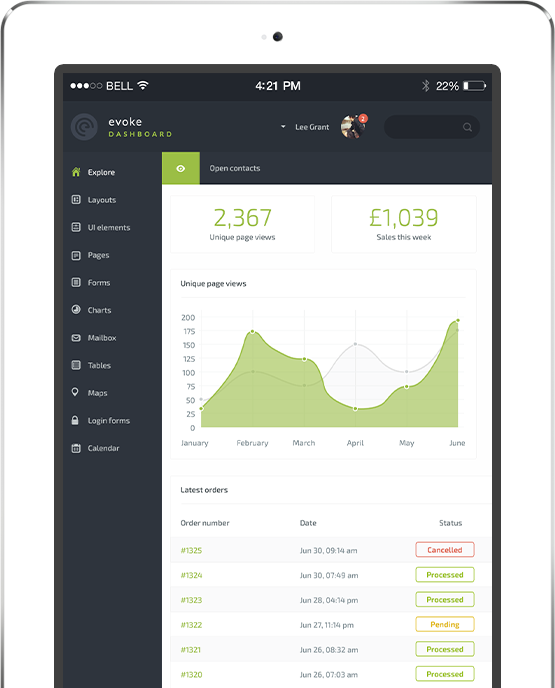 BELL 4:21 PM 22%
evoke
DASHBOARD
Lee Grant 2
Explore
Layouts
UI elements
Pages
Forms
Charts
Mailbox
Tables
Maps
Login forms
Calendar
Open contacts
2,367
Unique page views
£1,039
Sales this week
Unique page views
200
175
150
125
100
75
50
25
0
January February March April May June
Latest orders
Order number Date Status
#1325 Jun 30, 09:14 am Cancelled
#1324 Jun 30, 07:49 am Processed
#1323 Jun 28, 04:14 pm Processed
#1322 Jun 27, 11:14 pm Pending
#1321 Jun 26, 08:32 am Processed
#1320 Jun 26, 07:03 am Processed